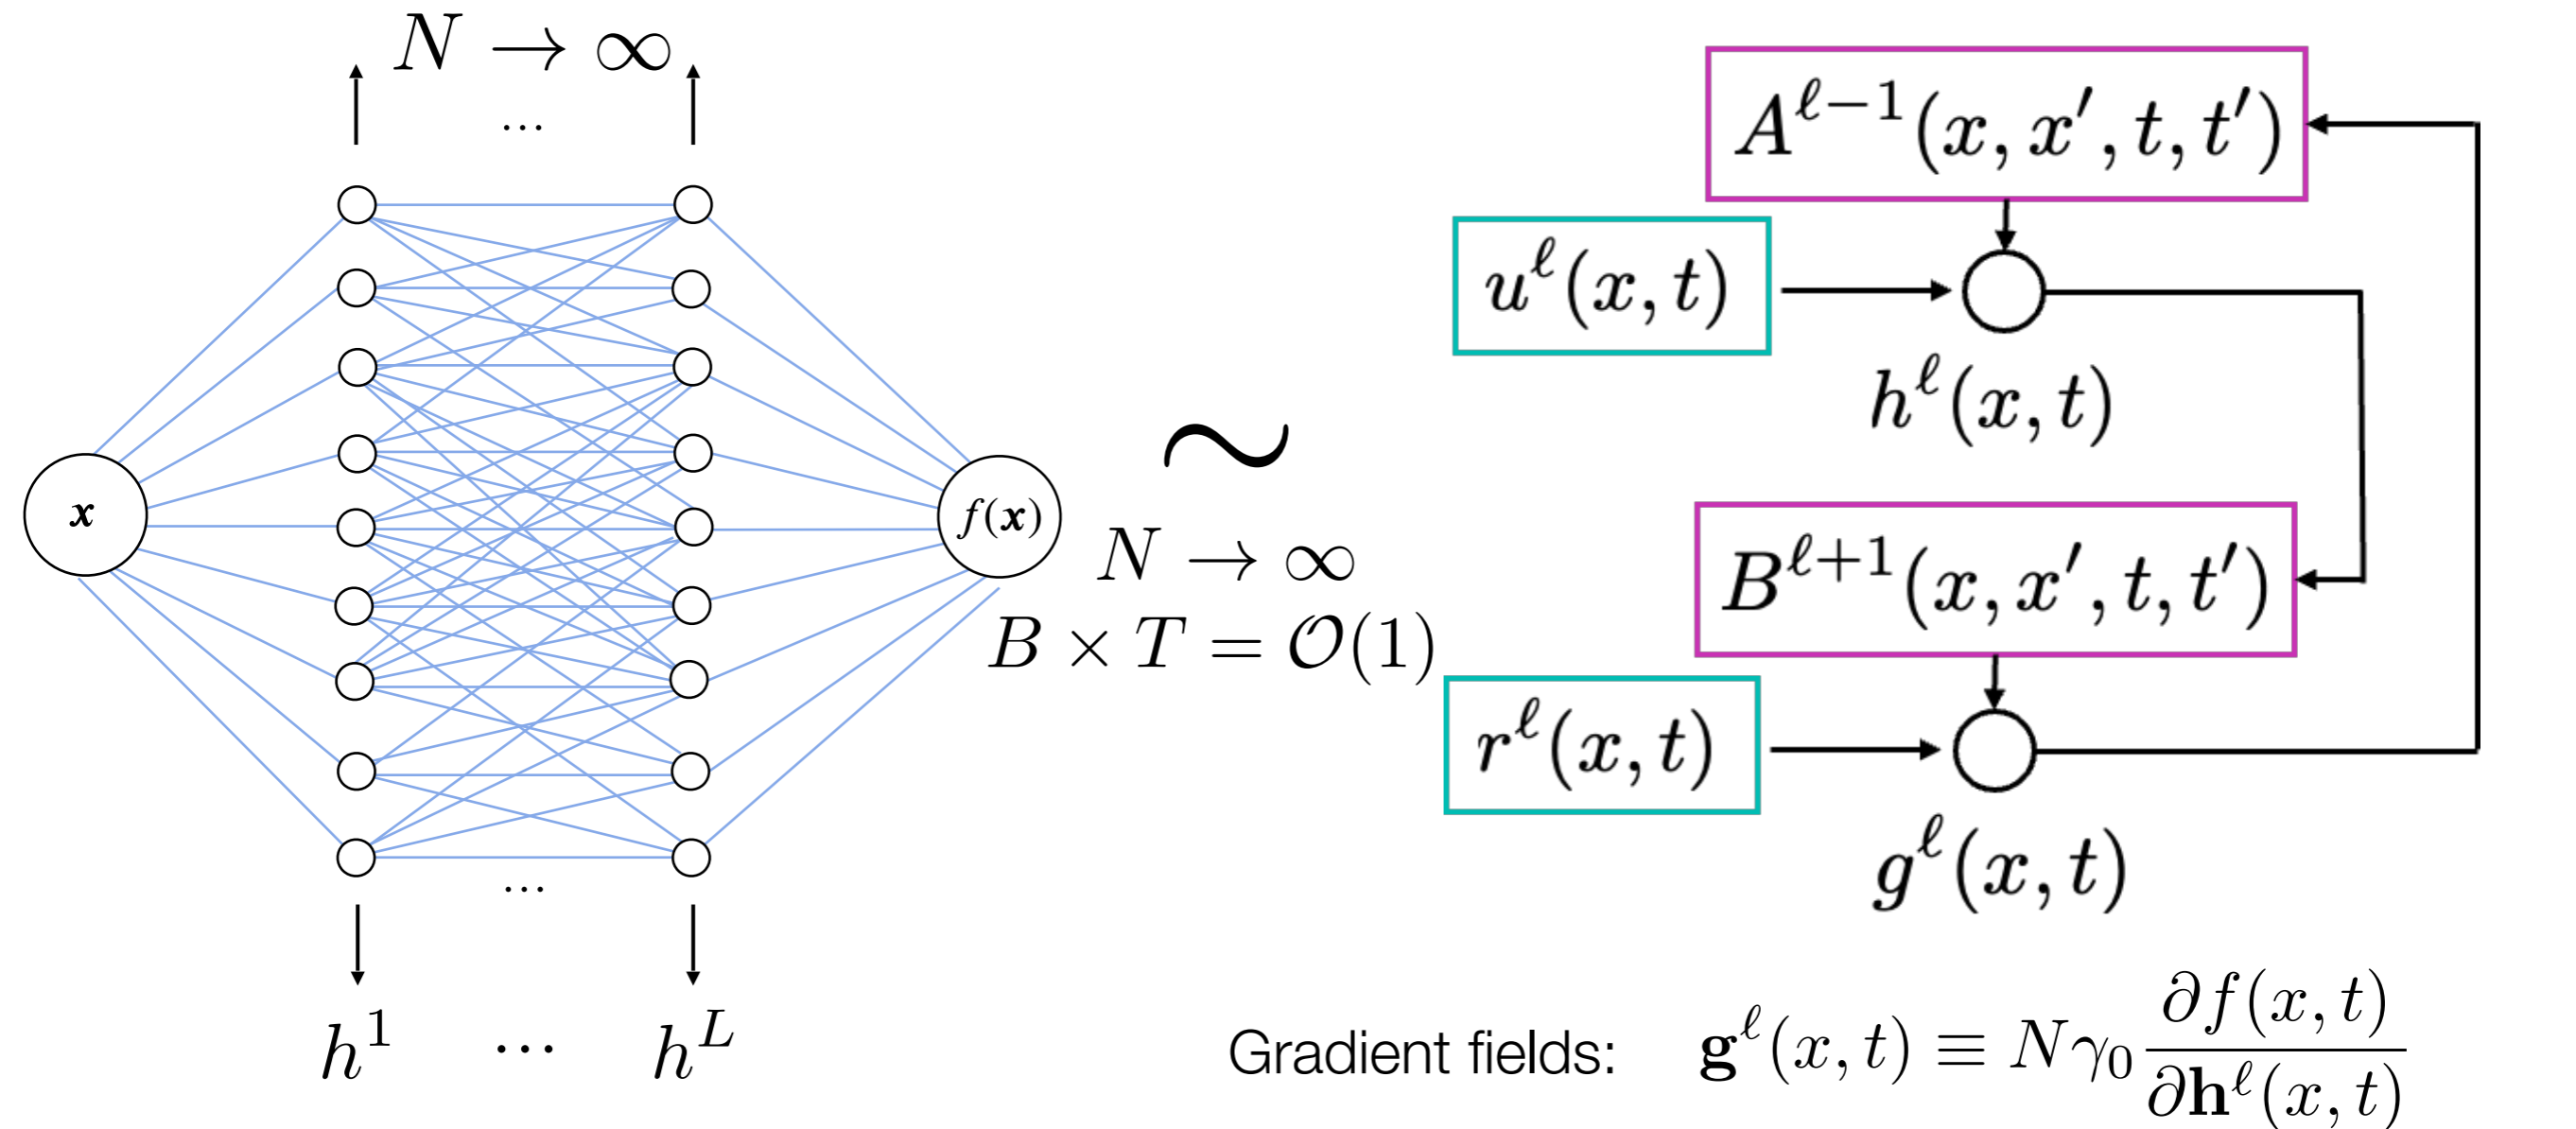 N → ∞
...
x
f(x)
...
h^1 ... h^L
∼
N → ∞
B × T = 𝒪(1)
A^{ℓ−1}(x, x′, t, t′)
u^ℓ(x, t)
h^ℓ(x, t)
B^{ℓ+1}(x, x′, t, t′)
r^ℓ(x, t)
g^ℓ(x, t)
Gradient fields: g^ℓ(x, t) ≡ Nγ_0 ∂f(x, t) / ∂h^ℓ(x, t)